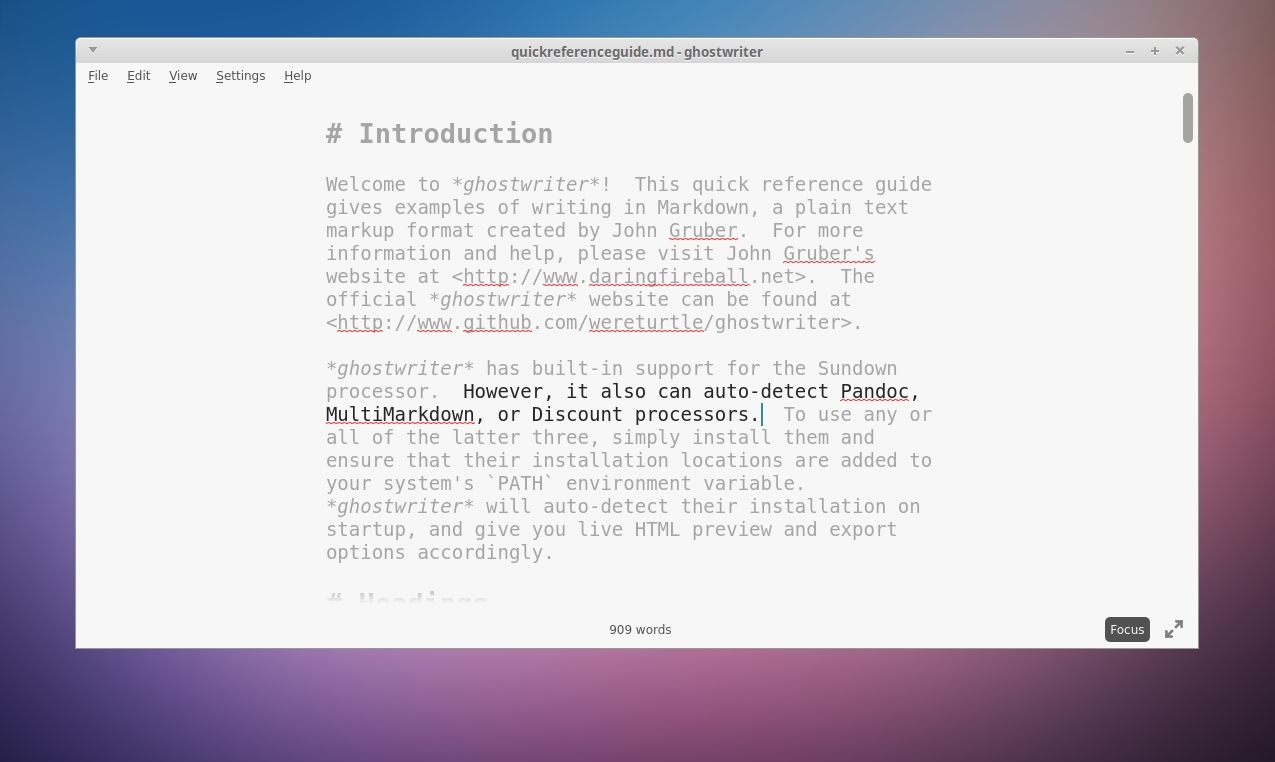 quickreferenceguide.md - ghostwriter
File Edit View Settings Help
# Introduction
Welcome to *ghostwriter*!  This quick reference guide
gives examples of writing in Markdown, a plain text
markup format created by John Gruber.  For more
information and help, please visit John Gruber's
website at <http://www.daringfireball.net>.  The
official *ghostwriter* website can be found at
<http://www.github.com/wereturtle/ghostwriter>.
*ghostwriter* has built-in support for the Sundown
processor.  However, it also can auto-detect Pandoc,
MultiMarkdown, or Discount processors.  To use any or
all of the latter three, simply install them and
ensure that their installation locations are added to
your system's `PATH` environment variable.
*ghostwriter* will auto-detect their installation on
startup, and give you live HTML preview and export
options accordingly.
# Headings
909 words
Focus